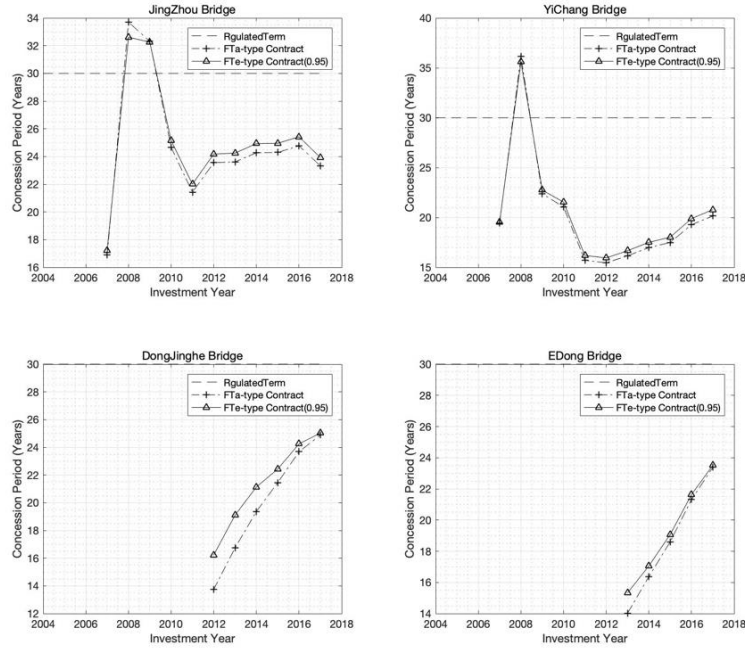 JingZhou Bridge
34
32
30
28
26
24
22
20
18
16
Concession Period (Years)
RgulatedTerm
FTa-type Contract
FTe-type Contract(0.95)
2004 2006 2008 2010 2012 2014 2016 2018
Investment Year
YiChang Bridge
40
35
30
25
20
15
Concession Period (Years)
RgulatedTerm
FTa-type Contract
FTe-type Contract(0.95)
2004 2006 2008 2010 2012 2014 2016 2018
Investment Year
DongJinghe Bridge
30
28
26
24
22
20
18
16
14
12
Concession Period (Years)
RgulatedTerm
FTa-type Contract
FTe-type Contract(0.95)
2004 2006 2008 2010 2012 2014 2016 2018
Investment Year
EDong Bridge
30
28
26
24
22
20
18
16
14
Concession Period (Years)
RgulatedTerm
FTa-type Contract
FTe-type Contract(0.95)
2004 2006 2008 2010 2012 2014 2016 2018
Investment Year